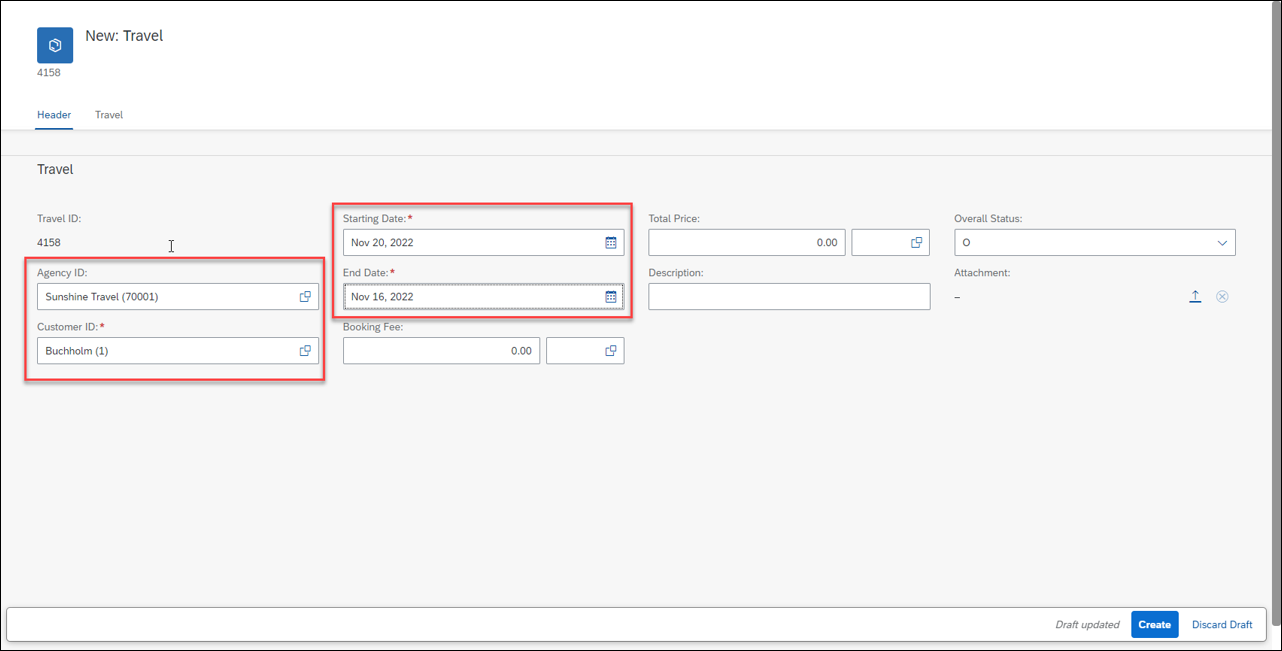 New: Travel
4158
Header Travel
Travel
Travel ID:
4158
Agency ID:
Sunshine Travel (70001)
Customer ID:*
Buchholm (1)
Starting Date:*
Nov 20, 2022
End Date:*
Nov 16, 2022
Booking Fee:
0.00
Total Price:
0.00
Description:
Overall Status:
O
Attachment:
–
Draft updated Create Discard Draft